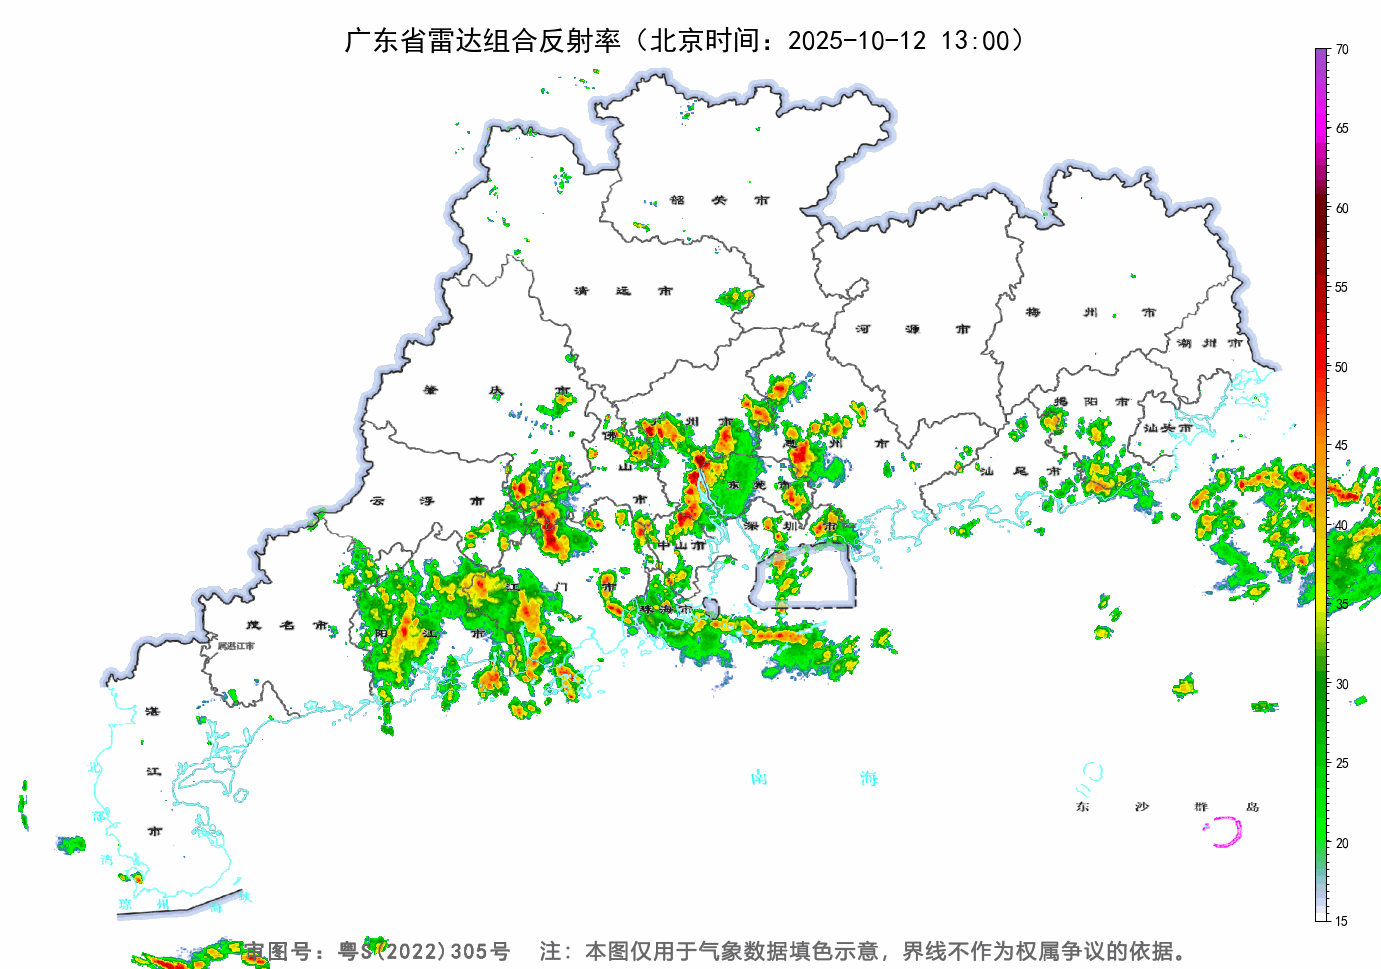 广东省雷达组合反射率（北京时间：2025-10-12 13:00）
70
65
60
55
50
45
40
35
30
25
20
15
韶关市
清远市
河源市
梅州市
潮州市
肇庆市
揭阳市
汕头市
广州市
惠州市
佛山市
汕尾市
东莞市
云浮市
深圳市
中山市
江门市
珠海市
茂名市
阳江市
属湛江市
湛江市
北部湾
南海
东沙群岛
琼州海峡
审图号：粤S(2022)305号 注：本图仅用于气象数据填色示意，界线不作为权属争议的依据。